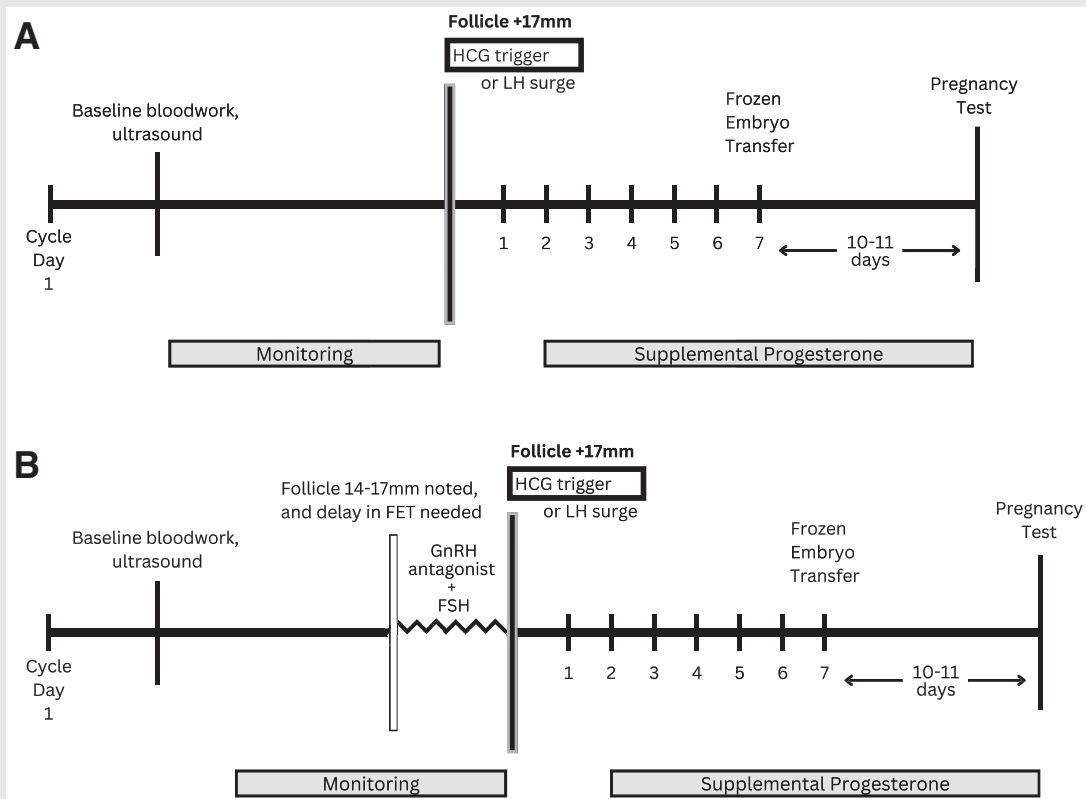 A
Follicle +17mm
HCG trigger
or LH surge
Baseline bloodwork,
ultrasound
Frozen
Embryo
Transfer
Pregnancy
Test
Cycle
Day
1
1 2 3 4 5 6 7
10-11
days
Monitoring
Supplemental Progesterone
B
Follicle +17mm
HCG trigger
or LH surge
Follicle 14-17mm noted,
and delay in FET needed
Baseline bloodwork,
ultrasound
GnRH
antagonist
+
FSH
Frozen
Embryo
Transfer
Pregnancy
Test
Cycle
Day
1
1 2 3 4 5 6 7
10-11
days
Monitoring
Supplemental Progesterone